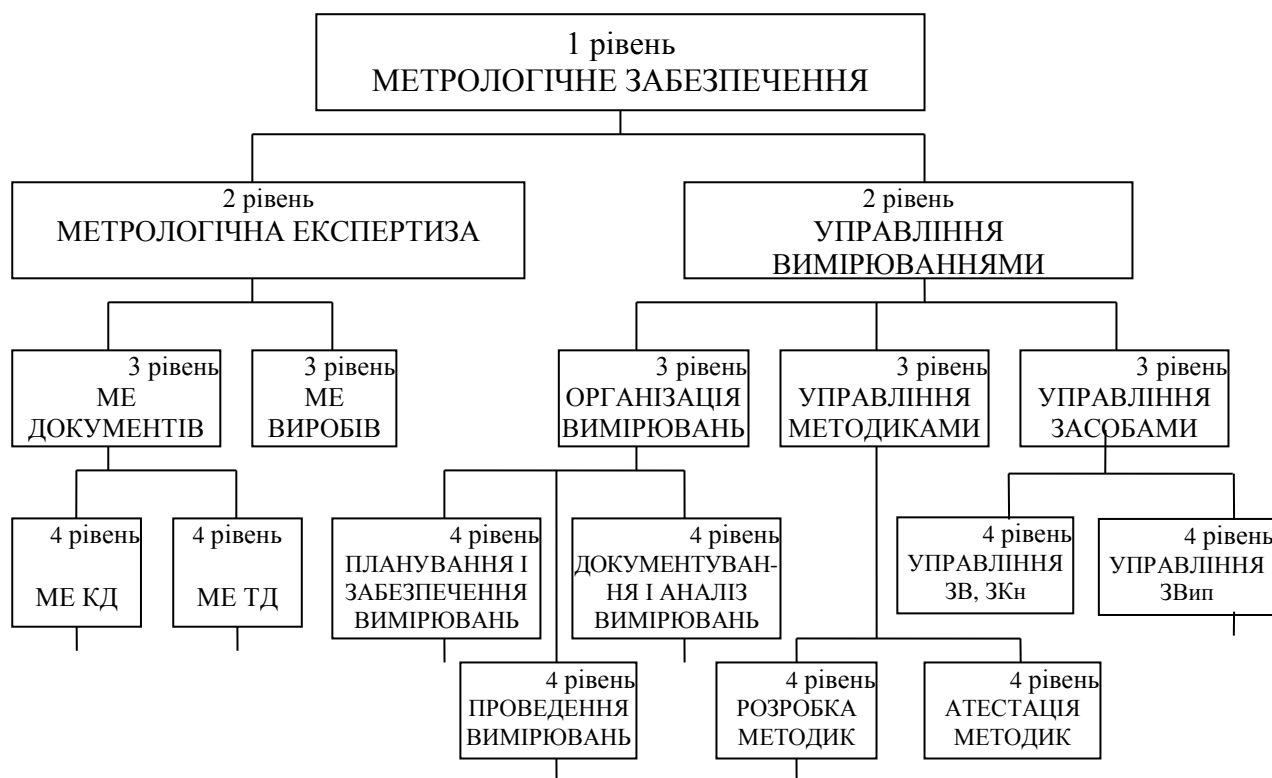 1 рівень
МЕТРОЛОГІЧНЕ ЗАБЕЗПЕЧЕННЯ
2 рівень
МЕТРОЛОГІЧНА ЕКСПЕРТИЗА
2 рівень
УПРАВЛІННЯ
ВИМІРЮВАННЯМИ
3 рівень
МЕ
ДОКУМЕНТІВ
3 рівень
МЕ
ВИРОБІВ
3 рівень
ОРГАНІЗАЦІЯ
ВИМІРЮВАНЬ
3 рівень
УПРАВЛІННЯ
МЕТОДИКАМИ
3 рівень
УПРАВЛІННЯ
ЗАСОБАМИ
4 рівень
МЕ КД
4 рівень
МЕ ТД
4 рівень
ПЛАНУВАННЯ І
ЗАБЕЗПЕЧЕННЯ
ВИМІРЮВАНЬ
4 рівень
ДОКУМЕНТУВАН-
НЯ І АНАЛІЗ
ВИМІРЮВАНЬ
4 рівень
УПРАВЛІННЯ
ЗВ, ЗКн
4 рівень
УПРАВЛІННЯ
ЗВип
4 рівень
ПРОВЕДЕННЯ
ВИМІРЮВАНЬ
4 рівень
РОЗРОБКА
МЕТОДИК
4 рівень
АТЕСТАЦІЯ
МЕТОДИК